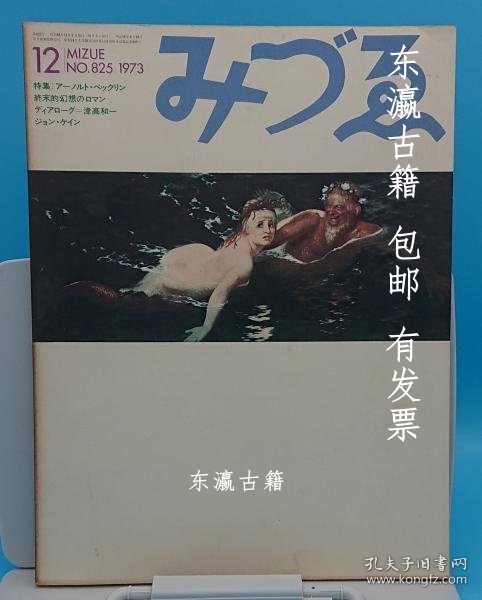 12
MIZUE
NO.825 1973
みづゑ
特集:アーノルト・ベックリン
終末的幻想のロマン
ディアローグ=津高和一
ジョン・ケイン
东瀛古籍 包邮 有发票
东瀛古籍
孔夫子旧书网
www.kongfz.com